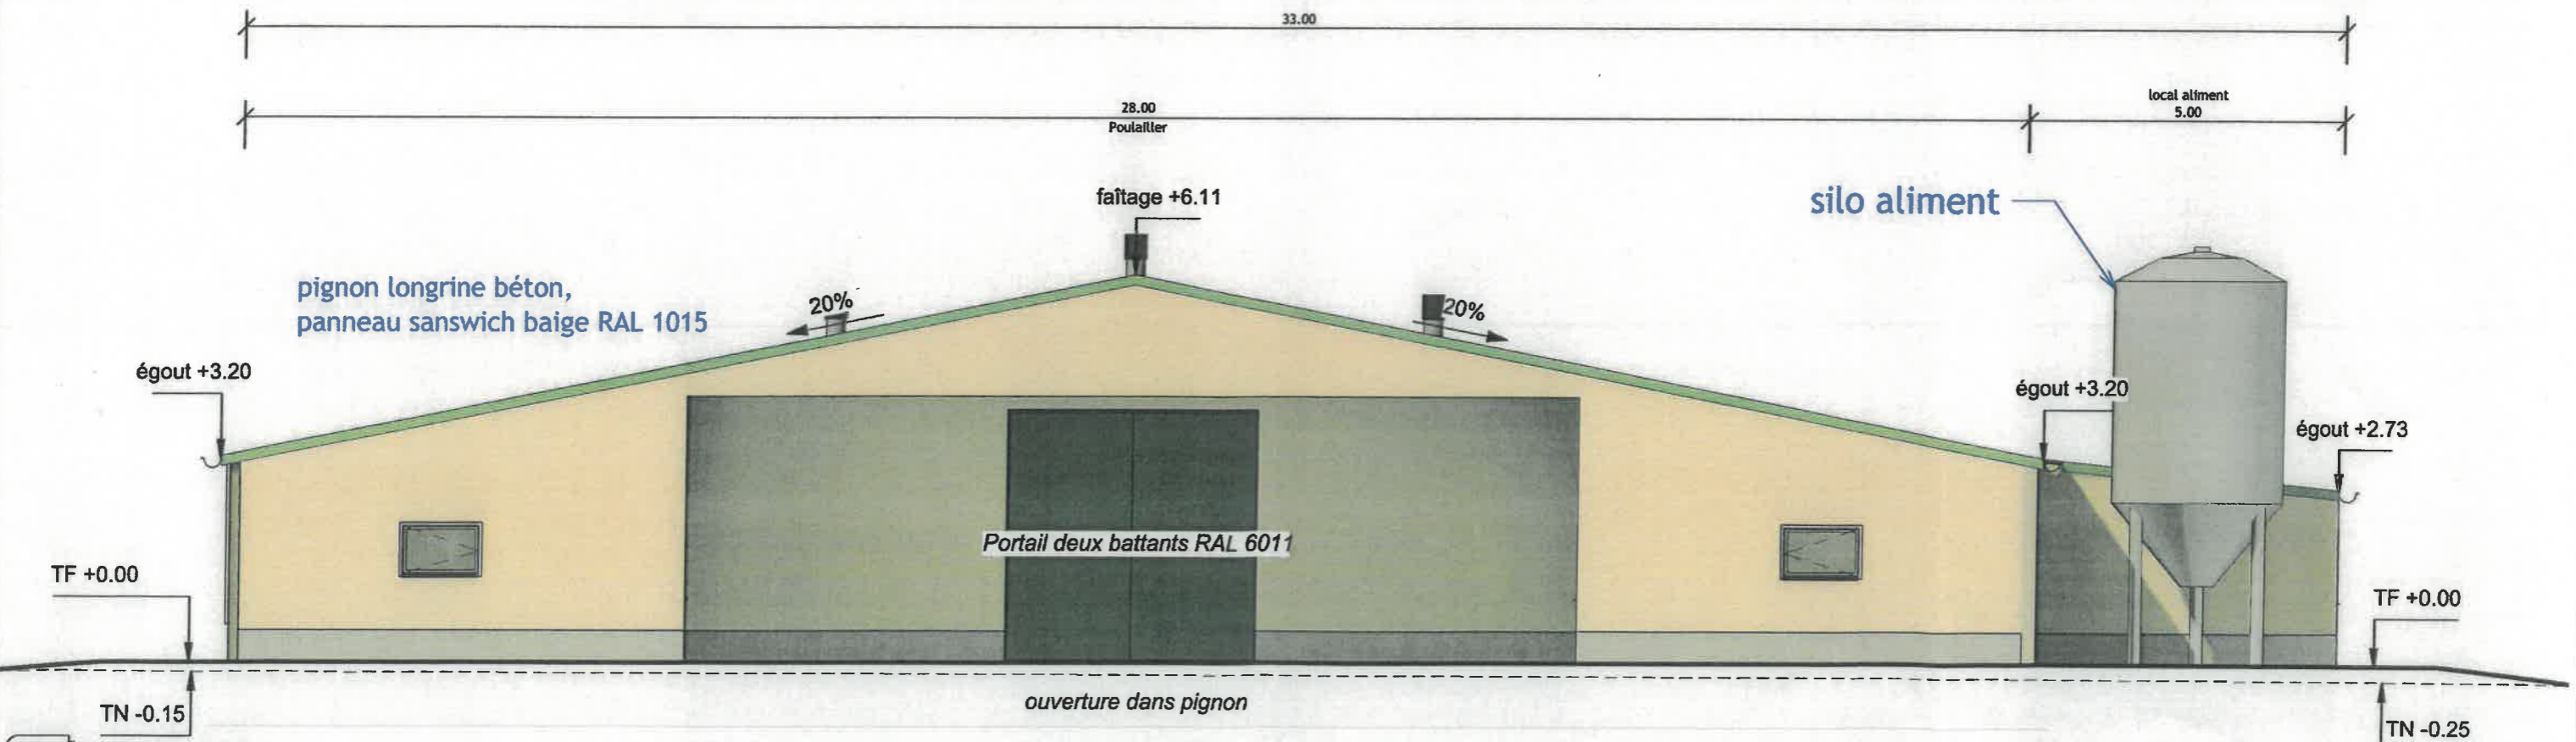 33.00
28.00
Poulailler
local aliment
5.00
faîtage +6.11
silo aliment
pignon longrine béton,
panneau sanswich baige RAL 1015
20%
20%
égout +3.20
égout +3.20
égout +2.73
Portail deux battants RAL 6011
TF +0.00
TF +0.00
ouverture dans pignon
TN -0.15
TN -0.25